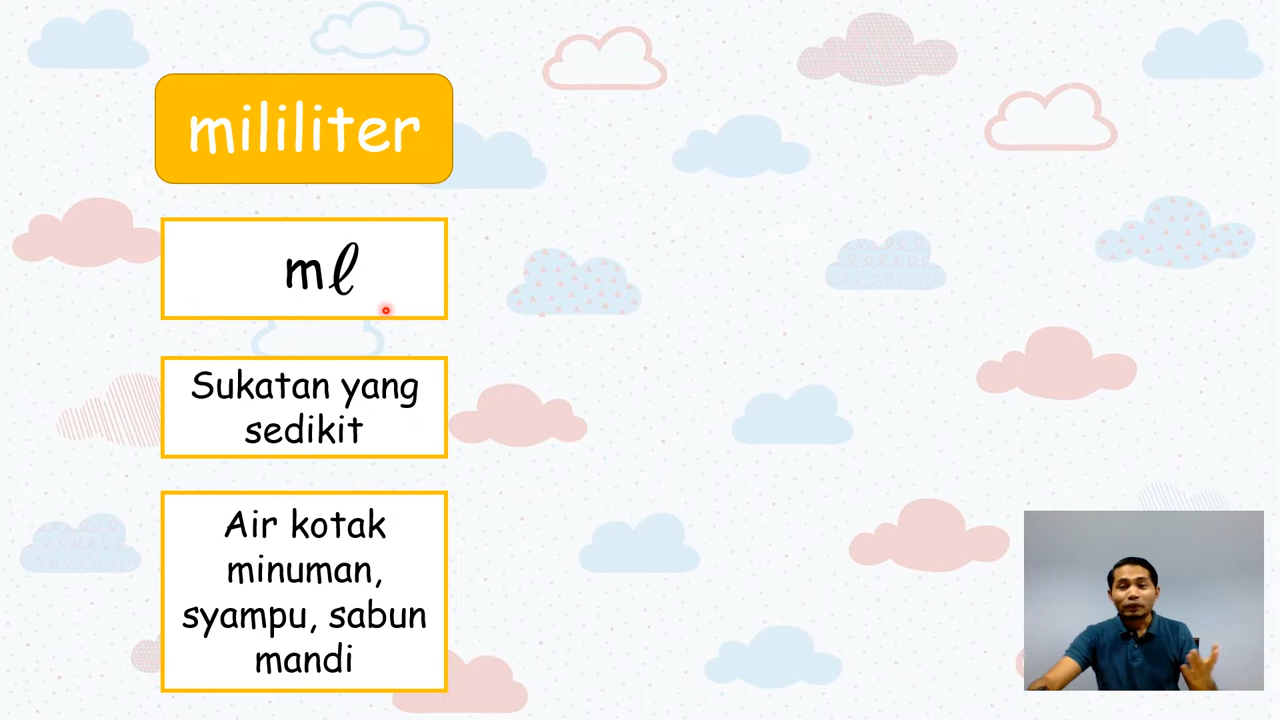 mililiter
mℓ
Sukatan yang
sedikit
Air kotak
minuman,
syampu, sabun
mandi